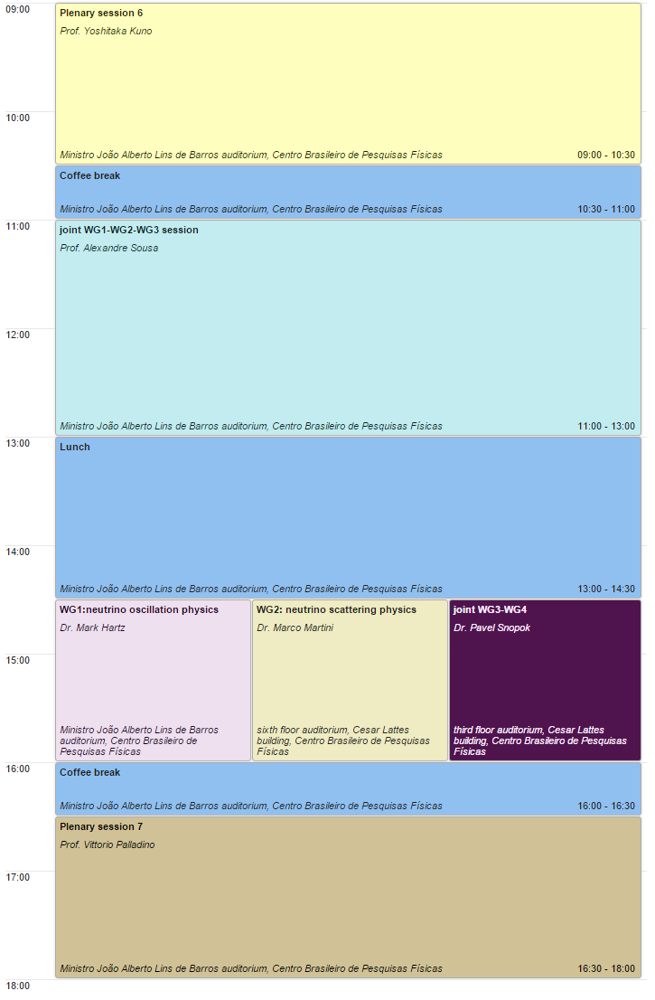 09:00
Plenary session 6
Prof. Yoshitaka Kuno
10:00
Ministro João Alberto Lins de Barros auditorium, Centro Brasileiro de Pesquisas Físicas 09:00 - 10:30
Coffee break
Ministro João Alberto Lins de Barros auditorium, Centro Brasileiro de Pesquisas Físicas 10:30 - 11:00
11:00
joint WG1-WG2-WG3 session
Prof. Alexandre Sousa
12:00
Ministro João Alberto Lins de Barros auditorium, Centro Brasileiro de Pesquisas Físicas 11:00 - 13:00
13:00
Lunch
14:00
Ministro João Alberto Lins de Barros auditorium, Centro Brasileiro de Pesquisas Físicas 13:00 - 14:30
WG1:neutrino oscillation physics
Dr. Mark Hartz
Ministro João Alberto Lins de Barros
auditorium, Centro Brasileiro de
Pesquisas Físicas
WG2: neutrino scattering physics
Dr. Marco Martini
sixth floor auditorium, Cesar Lattes
building, Centro Brasileiro de Pesquisas
Físicas
joint WG3-WG4
Dr. Pavel Snopok
third floor auditorium, Cesar Lattes
building, Centro Brasileiro de Pesquisas
Físicas
15:00
16:00
Coffee break
Ministro João Alberto Lins de Barros auditorium, Centro Brasileiro de Pesquisas Físicas 16:00 - 16:30
Plenary session 7
Prof. Vittorio Palladino
17:00
Ministro João Alberto Lins de Barros auditorium, Centro Brasileiro de Pesquisas Físicas 16:30 - 18:00
18:00